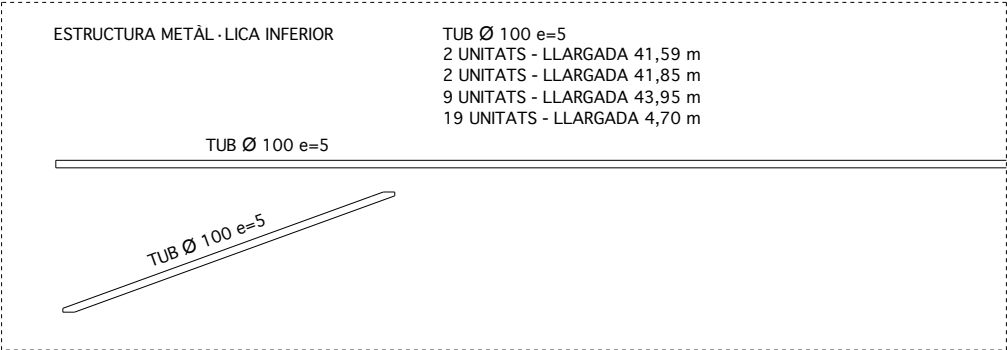 ESTRUCTURA METÀL·LICA INFERIOR
TUB Ø 100 e=5
2 UNITATS - LLARGADA 41,59 m
2 UNITATS - LLARGADA 41,85 m
9 UNITATS - LLARGADA 43,95 m
19 UNITATS - LLARGADA 4,70 m
TUB Ø 100 e=5
TUB Ø 100 e=5